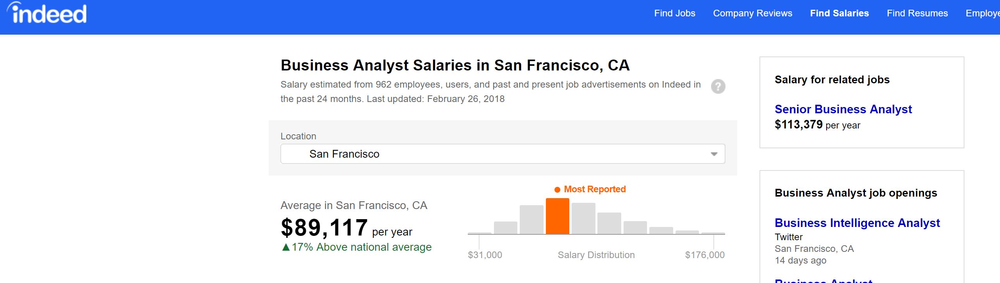 indeed
Find Jobs Company Reviews Find Salaries Find Resumes Employe
Business Analyst Salaries in San Francisco, CA
Salary estimated from 962 employees, users, and past and present job advertisements on Indeed in
the past 24 months. Last updated: February 26, 2018
?
Location
San Francisco
Average in San Francisco, CA
$89,117 per year
▲17% Above national average
Most Reported
$31,000 Salary Distribution $176,000
Salary for related jobs
Senior Business Analyst
$113,379 per year
Business Analyst job openings
Business Intelligence Analyst
Twitter
San Francisco, CA
14 days ago
Business Analyst